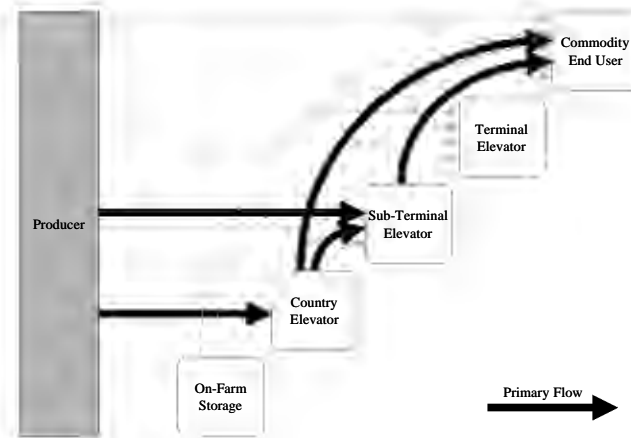 Commodity
End User
Terminal
Elevator
Producer
Sub-Terminal
Elevator
Country
Elevator
On-Farm
Storage
Primary Flow